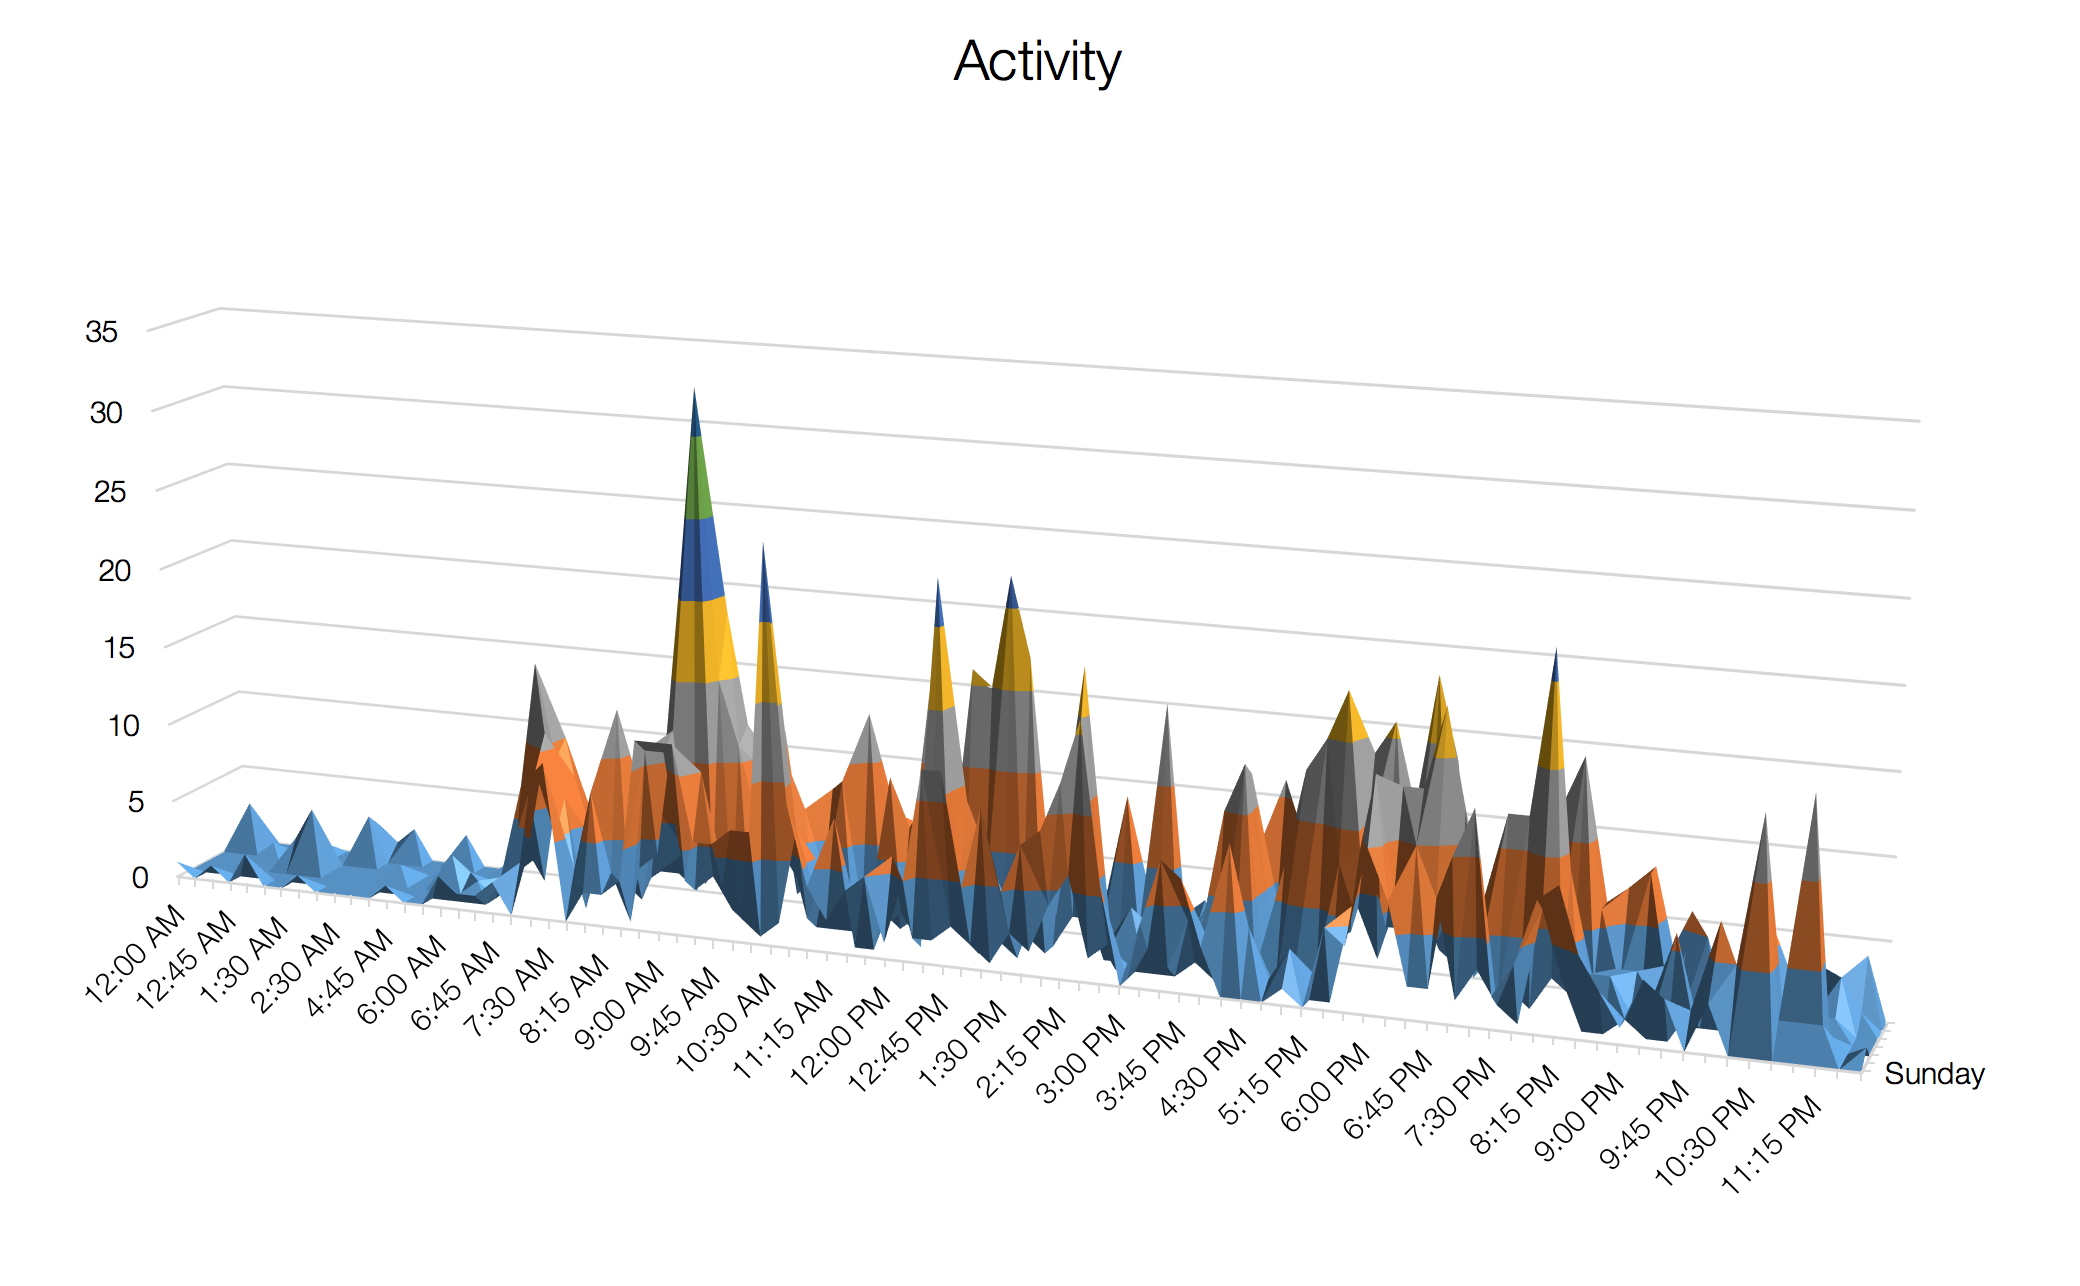 Activity
35
30
25
20
15
10
5
0
12:00 AM
12:45 AM
1:30 AM
2:30 AM
4:45 AM
6:00 AM
6:45 AM
7:30 AM
8:15 AM
9:00 AM
9:45 AM
10:30 AM
11:15 AM
12:00 PM
12:45 PM
1:30 PM
2:15 PM
3:00 PM
3:45 PM
4:30 PM
5:15 PM
6:00 PM
6:45 PM
7:30 PM
8:15 PM
9:00 PM
9:45 PM
10:30 PM
11:15 PM
Sunday